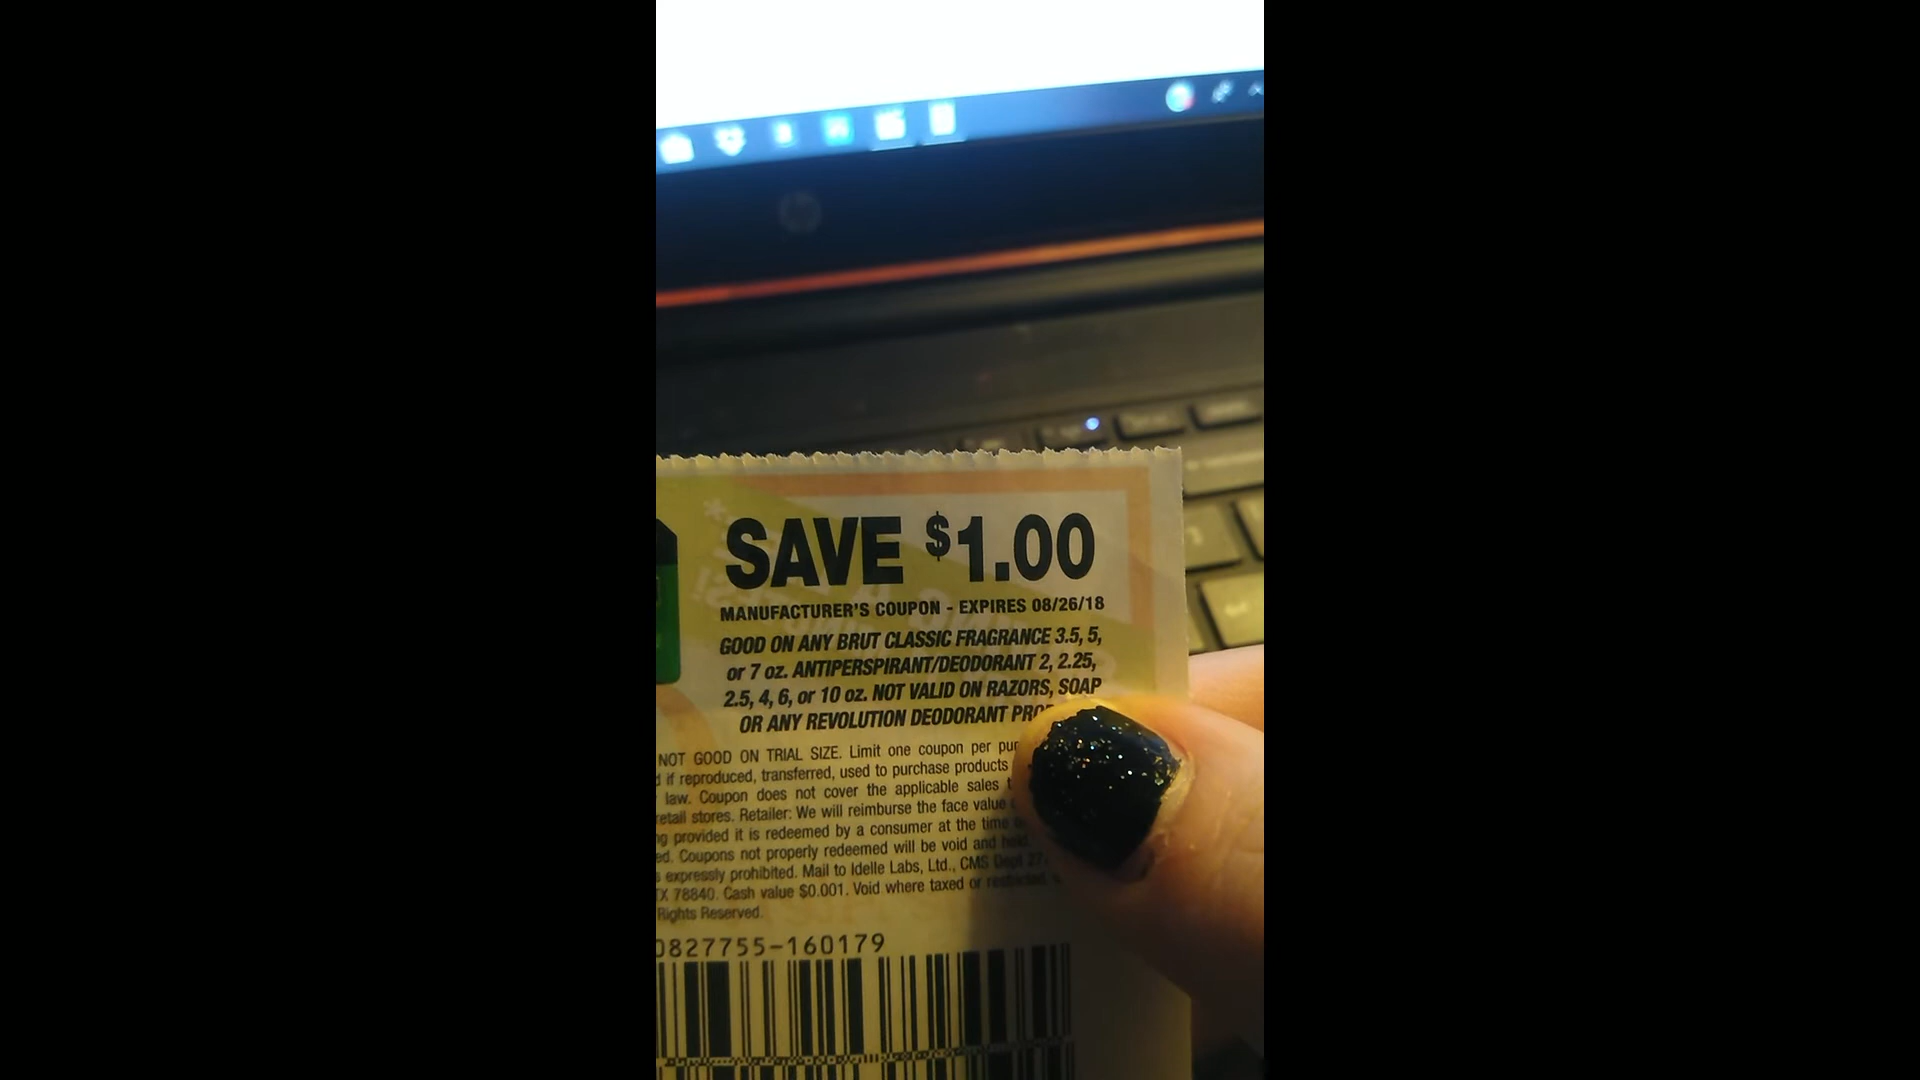 SAVE $1.00
MANUFACTURER'S COUPON - EXPIRES 08/26/18
GOOD ON ANY BRUT CLASSIC FRAGRANCE 3.5, 5,
or 7 oz. ANTIPERSPIRANT/DEODORANT 2, 2.25,
2.5, 4, 6, or 10 oz. NOT VALID ON RAZORS, SOAP
OR ANY REVOLUTION DEODORANT
NOT GOOD ON TRIAL SIZE. Limit one coupon per
if reproduced, transferred, used to purchase products
law. Coupon does not cover the applicable sales
retail stores. Retailer: We will reimburse the face value
provided it is redeemed by a consumer at the time
Coupons not properly redeemed will be void and
expressly prohibited. Mail to Idelle Labs, Ltd., CMS Dept 27
TX 78840. Cash value $0.001. Void where taxed or restricted
Rights Reserved.
0827755-160179